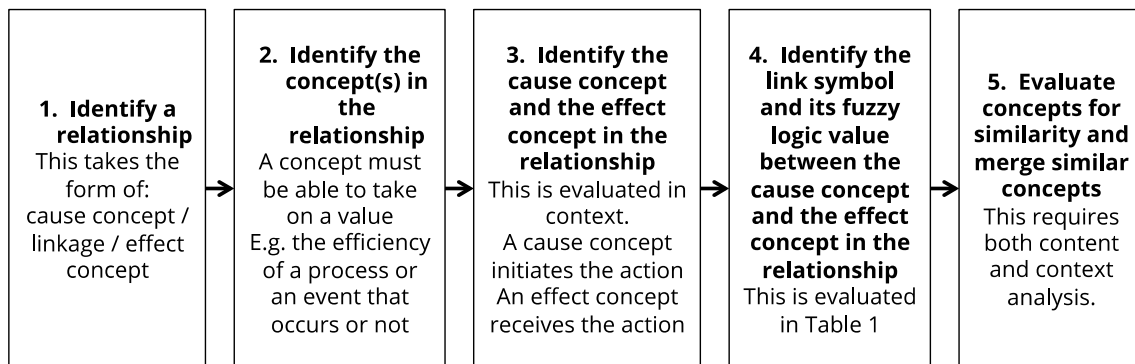 1. Identify a
relationship
This takes the
form of:
cause concept /
linkage / effect
concept
2. Identify the
concept(s) in
the
relationship
A concept must
be able to take
on a value
E.g. the efficiency
of a process or
an event that
occurs or not
3. Identify the
cause concept
and the effect
concept in the
relationship
This is evaluated in
context.
A cause concept
initiates the action
An effect concept
receives the action
4. Identify the
link symbol
and its fuzzy
logic value
between the
cause concept
and the effect
concept in the
relationship
This is evaluated
in Table 1
5. Evaluate
concepts for
similarity and
merge similar
concepts
This requires
both content
and context
analysis.